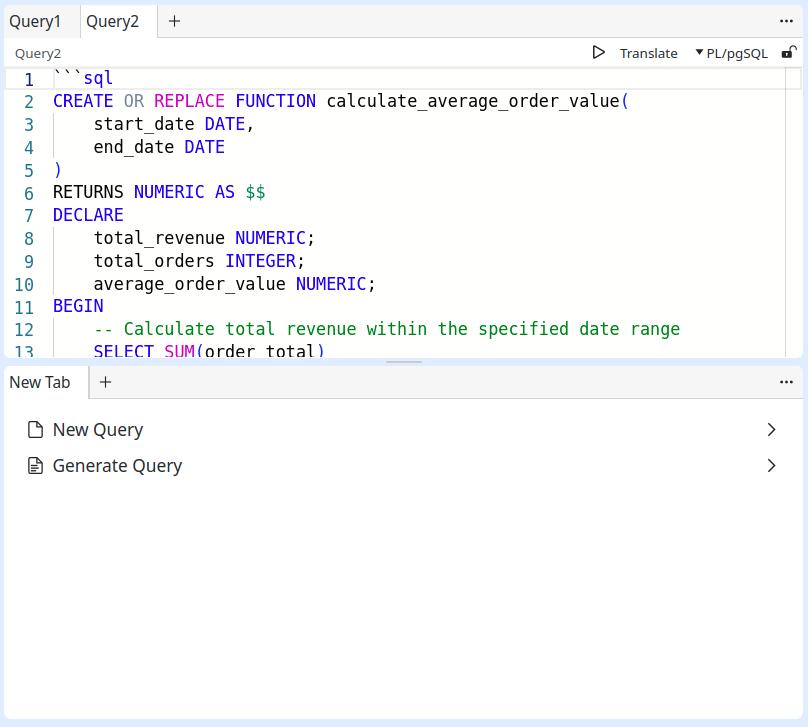 Query1 Query2 +
Query2 Translate PL/pgSQL
1 ```sql
2 CREATE OR REPLACE FUNCTION calculate_average_order_value(
3 start_date DATE,
4 end_date DATE
5 )
6 RETURNS NUMERIC AS $$
7 DECLARE
8 total_revenue NUMERIC;
9 total_orders INTEGER;
10 average_order_value NUMERIC;
11 BEGIN
12 -- Calculate total revenue within the specified date range
13 SELECT SUM(order_total)
New Tab +
New Query
Generate Query